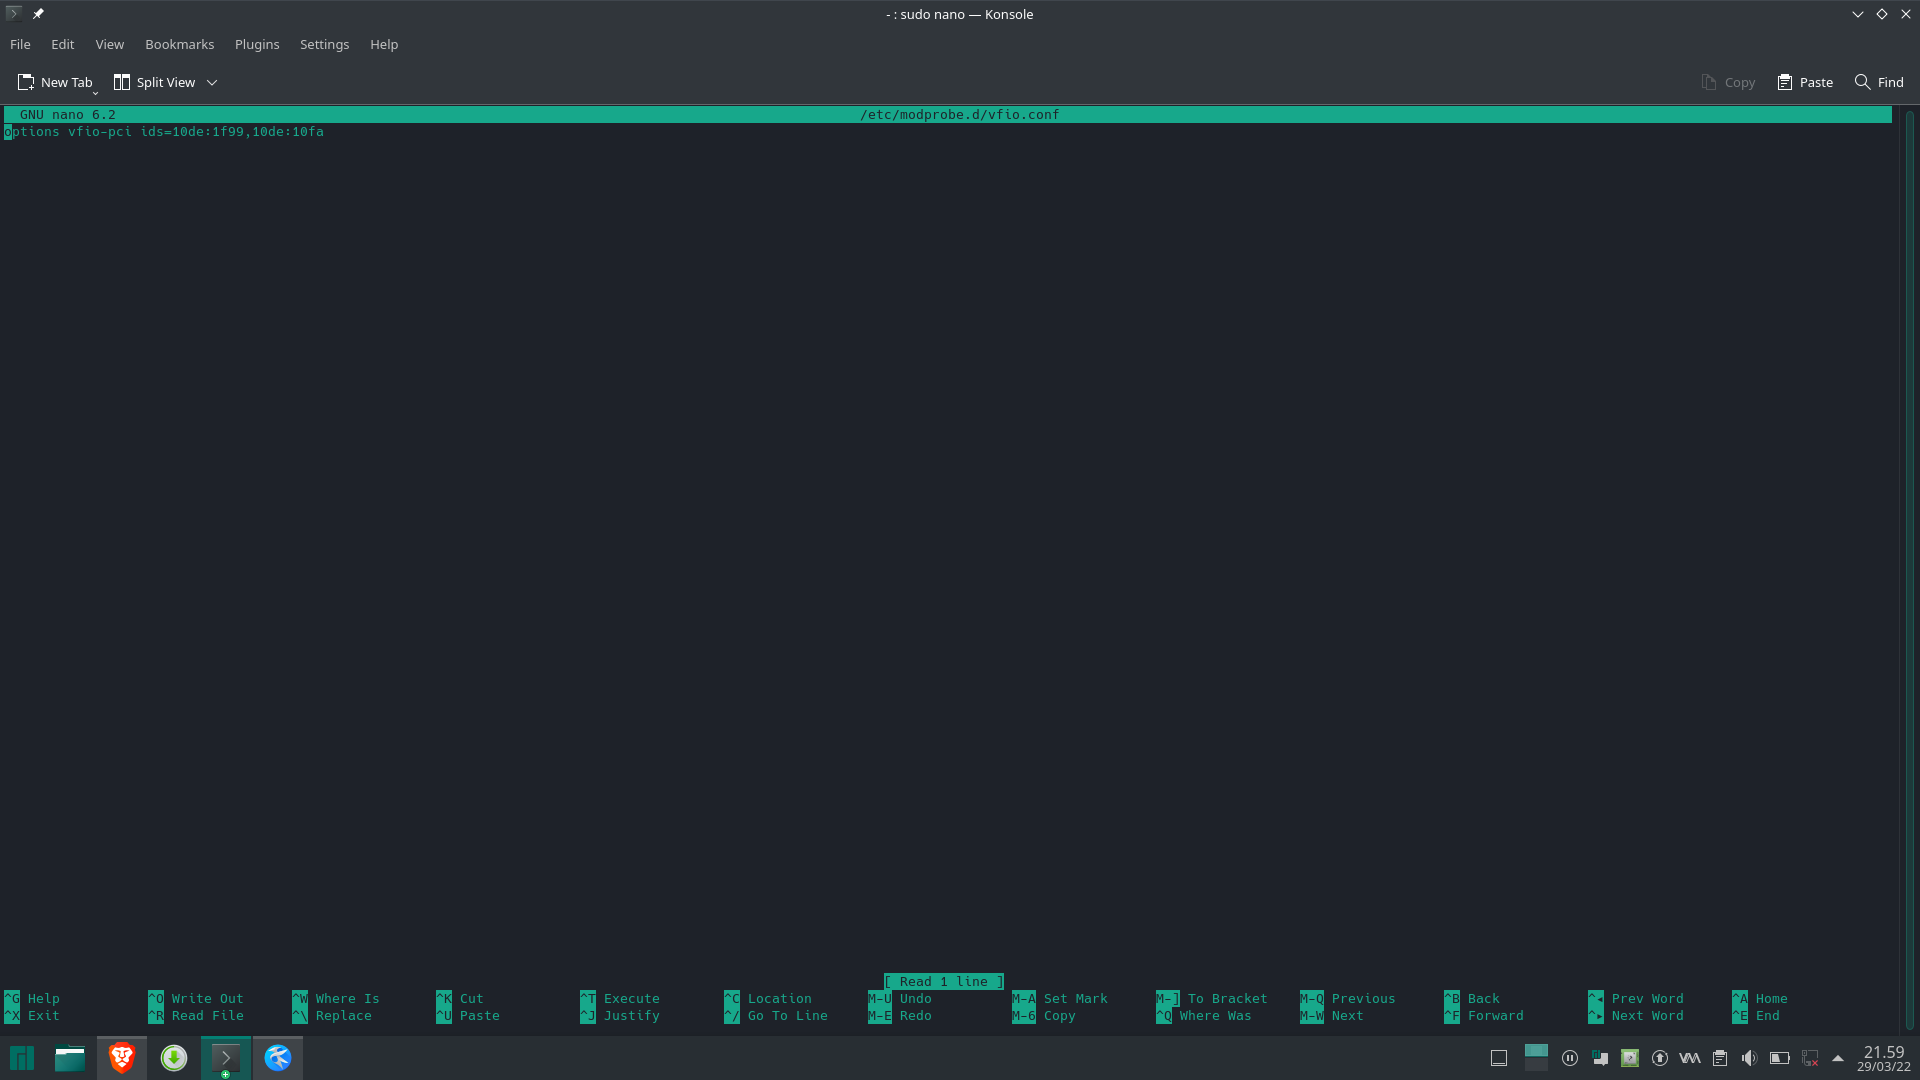 - : sudo nano — Konsole
File Edit View Bookmarks Plugins Settings Help
New Tab Split View Copy Paste Find
GNU nano 6.2 /etc/modprobe.d/vfio.conf
options vfio-pci ids=10de:1f99,10de:10fa
[ Read 1 line ]
^G Help ^O Write Out ^W Where Is ^K Cut ^T Execute ^C Location M-U Undo M-A Set Mark M-] To Bracket M-Q Previous ^B Back ^◂ Prev Word ^A Home
^X Exit ^R Read File ^\ Replace ^U Paste ^J Justify ^/ Go To Line M-E Redo M-6 Copy ^Q Where Was M-W Next ^F Forward ^▸ Next Word ^E End
21.59
29/03/22